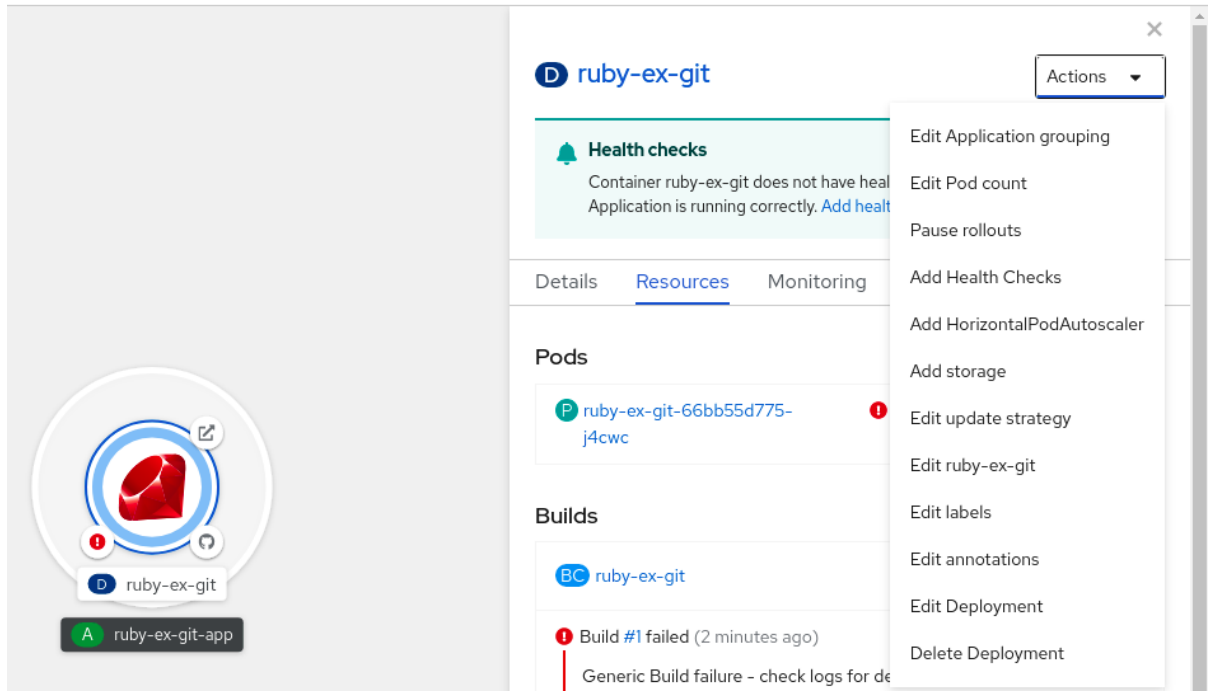 D ruby-ex-git
Actions
Health checks
Container ruby-ex-git does not have heal
Application is running correctly. Add healt
Details Resources Monitoring
Pods
P ruby-ex-git-66bb55d775-
j4cwc
Builds
BC ruby-ex-git
Build #1 failed (2 minutes ago)
Generic Build failure - check logs for de
Edit Application grouping
Edit Pod count
Pause rollouts
Add Health Checks
Add HorizontalPodAutoscaler
Add storage
Edit update strategy
Edit ruby-ex-git
Edit labels
Edit annotations
Edit Deployment
Delete Deployment
D ruby-ex-git
A ruby-ex-git-app